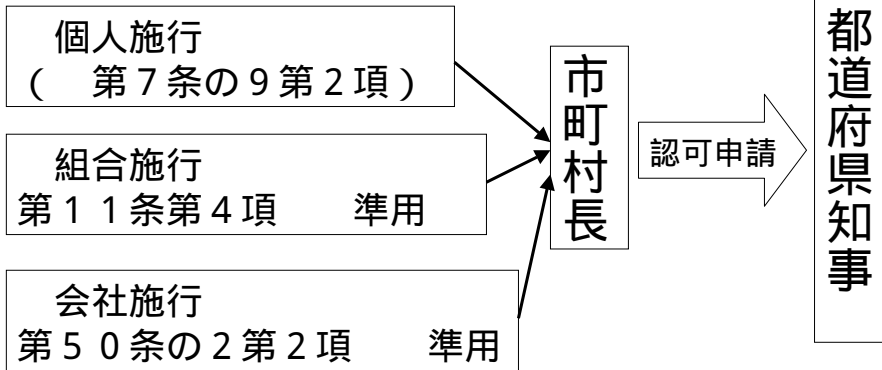 個人施行
(　第７条の９第２項)
組合施行
第１１条第４項　　準用
会社施行
第５０条の２第２項　　準用
市町村長
認可申請
都道府県知事